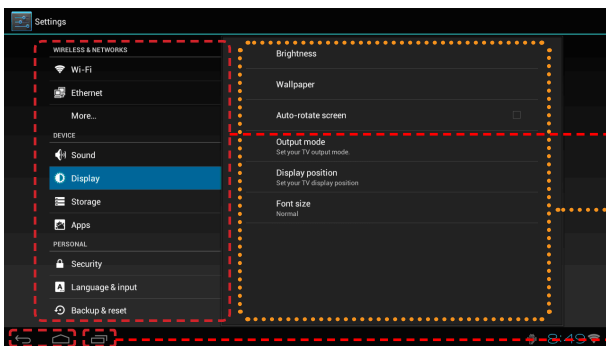 Settings
WIRELESS & NETWORKS
Wi-Fi
Ethernet
More...
DEVICE
Sound
Display
Storage
Apps
PERSONAL
Security
A Language & input
Backup & reset
Brightness
Wallpaper
Auto-rotate screen
Output mode
Set your TV output mode.
Display position
Set your TV display position
Font size
Normal
8:49